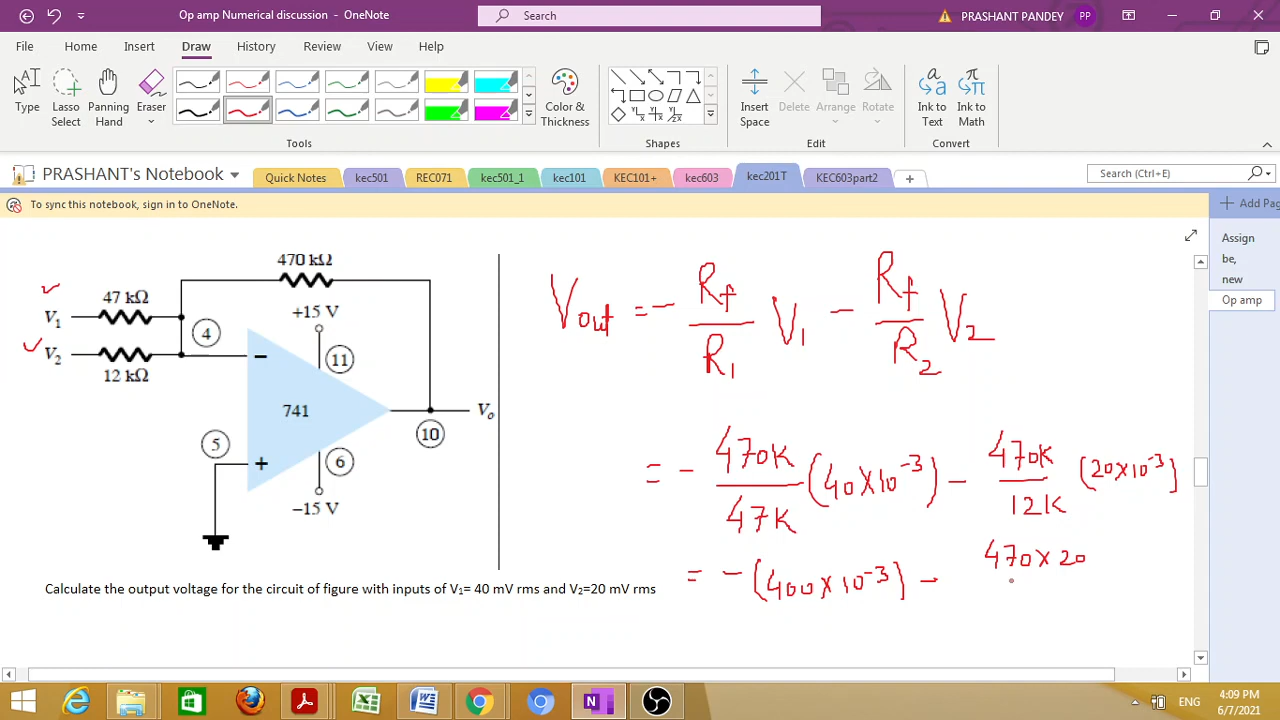 Op amp Numerical discussion - OneNote
Search
PRASHANT PANDEY PP
File Home Insert Draw History Review View Help
Type Lasso Select Panning Hand Eraser Color & Thickness Insert Space Delete Arrange Rotate Ink to Text Ink to Math
Tools Shapes Edit Convert
PRASHANT's Notebook Quick Notes kec501 REC071 kec501_1 kec101 KEC101+ kec603 kec201T KEC603part2 + Search (Ctrl+E)
To sync this notebook, sign in to OneNote. Add Pag
Assign
be,
new
Op amp
470 kΩ
47 kΩ
V1
+15 V
4
V2
12 kΩ
−
11
741
Vo
10
5
+
6
−15 V
Vout = − Rf/R1 V1 − Rf/R2 V2
= − 470K/47K (40×10^-3) − 470K/12K (20×10^-3)
= − (400×10^-3) − 470×20
Calculate the output voltage for the circuit of figure with inputs of V1= 40 mV rms and V2=20 mV rms
ENG 4:09 PM
6/7/2021